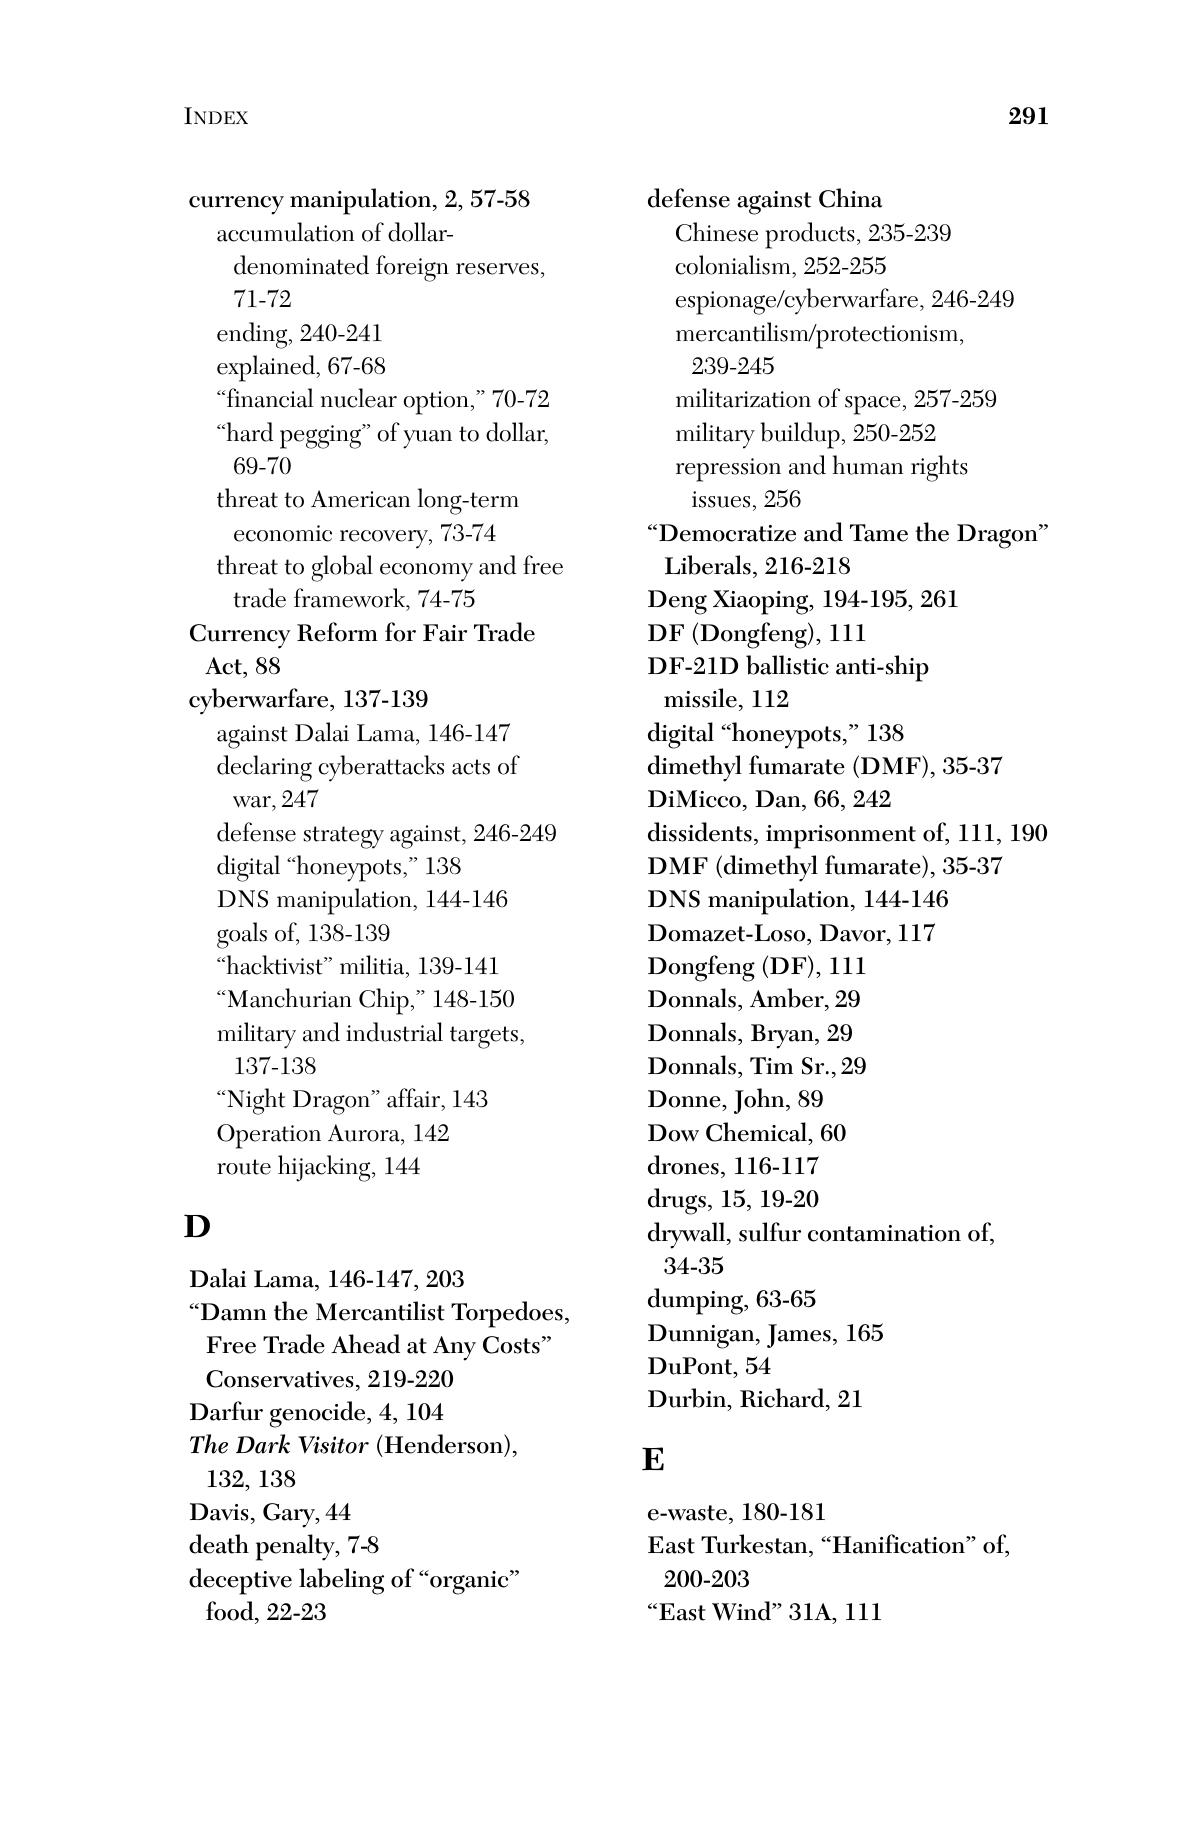 INDEX
291
currency manipulation, 2, 57-58
accumulation of dollar-
denominated foreign reserves,
71-72
ending, 240-241
explained, 67-68
“financial nuclear option,” 70-72
“hard pegging” of yuan to dollar,
69-70
threat to American long-term
economic recovery, 73-74
threat to global economy and free
trade framework, 74-75
Currency Reform for Fair Trade
Act, 88
cyberwarfare, 137-139
against Dalai Lama, 146-147
declaring cyberattacks acts of
war, 247
defense strategy against, 246-249
digital “honeypots,” 138
DNS manipulation, 144-146
goals of, 138-139
“hacktivist” militia, 139-141
“Manchurian Chip,” 148-150
military and industrial targets,
137-138
“Night Dragon” affair, 143
Operation Aurora, 142
route hijacking, 144
D
Dalai Lama, 146-147, 203
“Damn the Mercantilist Torpedoes,
Free Trade Ahead at Any Costs”
Conservatives, 219-220
Darfur genocide, 4, 104
The Dark Visitor (Henderson),
132, 138
Davis, Gary, 44
death penalty, 7-8
deceptive labeling of “organic”
food, 22-23
defense against China
Chinese products, 235-239
colonialism, 252-255
espionage/cyberwarfare, 246-249
mercantilism/protectionism,
239-245
militarization of space, 257-259
military buildup, 250-252
repression and human rights
issues, 256
“Democratize and Tame the Dragon”
Liberals, 216-218
Deng Xiaoping, 194-195, 261
DF (Dongfeng), 111
DF-21D ballistic anti-ship
missile, 112
digital “honeypots,” 138
dimethyl fumarate (DMF), 35-37
DiMicco, Dan, 66, 242
dissidents, imprisonment of, 111, 190
DMF (dimethyl fumarate), 35-37
DNS manipulation, 144-146
Domazet-Loso, Davor, 117
Dongfeng (DF), 111
Donnals, Amber, 29
Donnals, Bryan, 29
Donnals, Tim Sr., 29
Donne, John, 89
Dow Chemical, 60
drones, 116-117
drugs, 15, 19-20
drywall, sulfur contamination of,
34-35
dumping, 63-65
Dunnigan, James, 165
DuPont, 54
Durbin, Richard, 21
E
e-waste, 180-181
East Turkestan, “Hanification” of,
200-203
“East Wind” 31A, 111